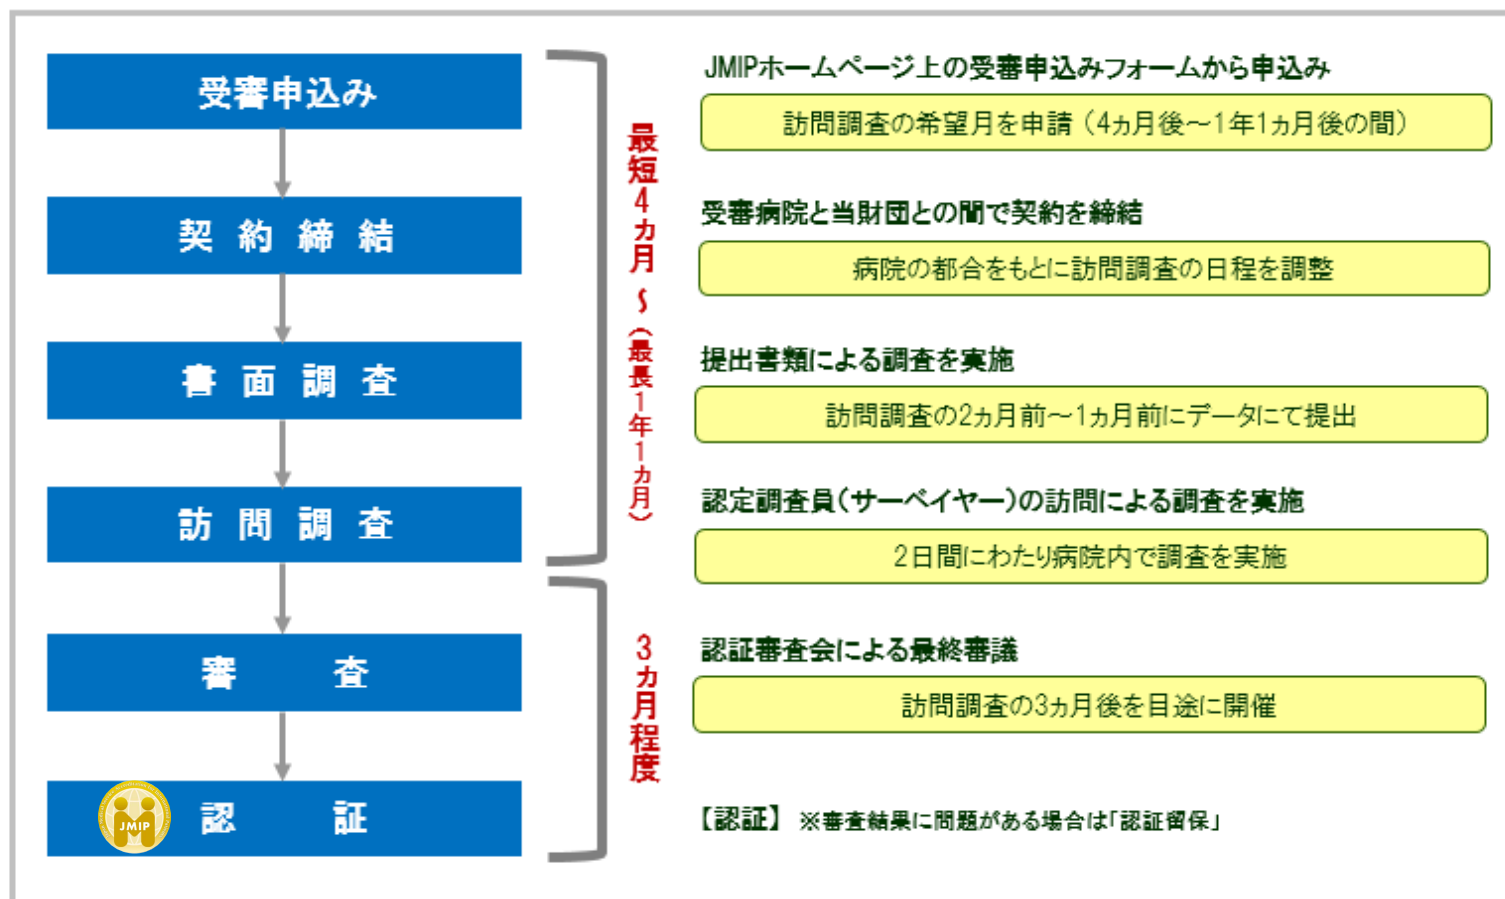 受審申込み
JMIPホームページ上の受審申込みフォームから申込み
訪問調査の希望月を申請（4ヵ月後～1年1ヵ月後の間）
契約締結
受審病院と当財団との間で契約を締結
病院の都合をもとに訪問調査の日程を調整
書面調査
提出書類による調査を実施
訪問調査の2ヵ月前～1ヵ月前にデータにて提出
訪問調査
認定調査員（サーベイヤー）の訪問による調査を実施
2日間にわたり病院内で調査を実施
最短4カ月～（最長1年1カ月）
審査
認証審査会による最終審議
訪問調査の3ヵ月後を目途に開催
JMIP
認証
【認証】 ※審査結果に問題がある場合は「認証留保」
3カ月程度